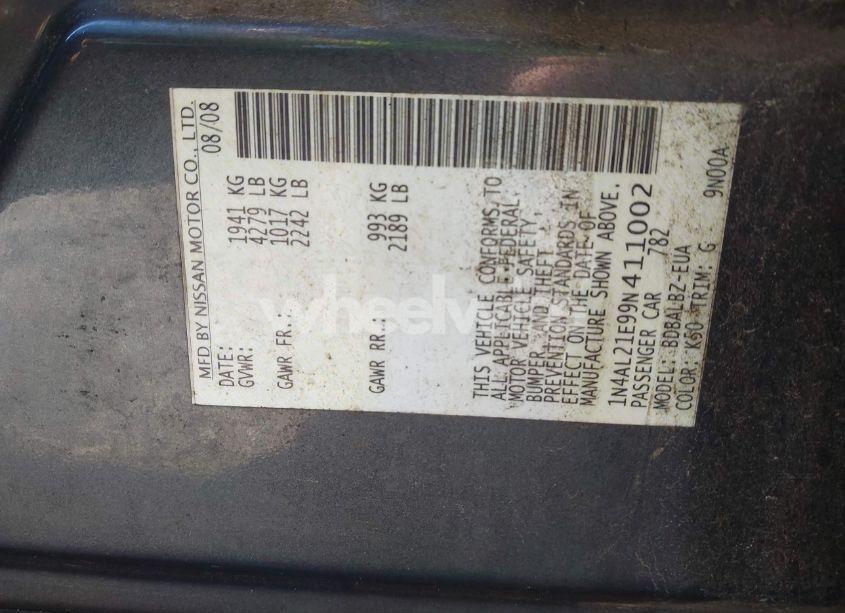 MFD BY NISSAN MOTOR CO., LTD.
DATE: 08/08
GVWR: 1941 KG
4279 LB
GAWR FR.: 1017 KG
2242 LB
GAWR RR.: 993 KG
2189 LB
THIS VEHICLE CONFORMS TO
ALL APPLICABLE FEDERAL
MOTOR VEHICLE SAFETY,
BUMPER AND THEFT
PREVENTION STANDARDS IN
EFFECT ON THE DATE OF
MANUFACTURE SHOWN ABOVE.
1N4AL21E99N411002
PASSENGER CAR 782
MODEL: BDBALBZ-EUA
COLOR: K50 TRIM: G 9N00A